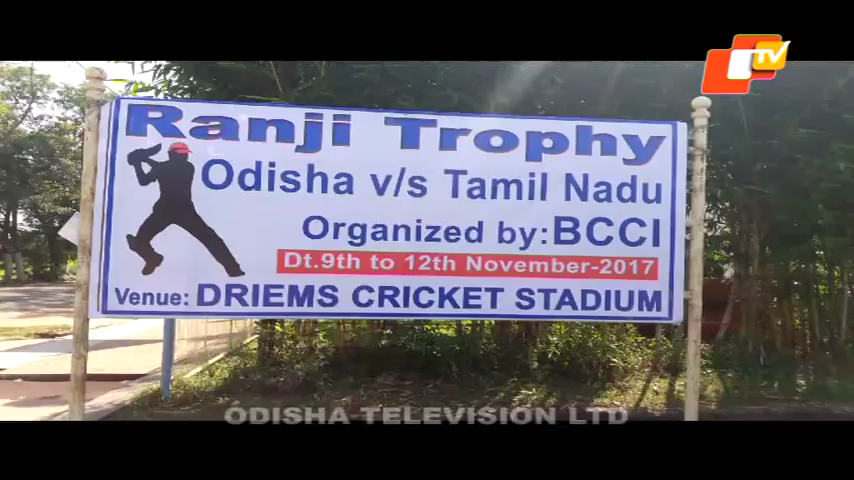 TV
Ranji Trophy
Odisha v/s Tamil Nadu
Organized by:BCCI
Dt.9th to 12th November-2017
Venue: DRIEMS CRICKET STADIUM
ODISHA TELEVISION LTD